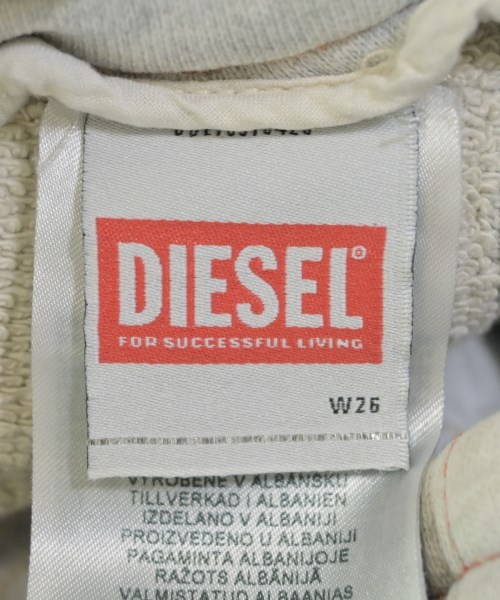 DIESEL
FOR SUCCESSFUL LIVING
W26
VYROBENÉ V ALBÁNSKU
TILLVERKAD I ALBANIEN
IZDELANO V ALBANIJI
PROIZVEDENO U ALBANIJI
PAGAMINTA ALBANIJOJE
RAŽOTS ALBĀNIJĀ
VALMISTATUD ALBAANIAS